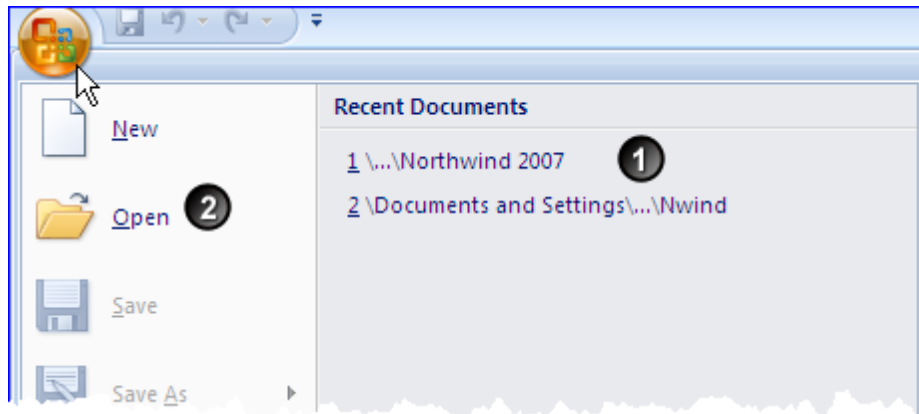 New
Open 2
Save
Save As
Recent Documents
1 \...\Northwind 2007 1
2 \Documents and Settings\...\Nwind